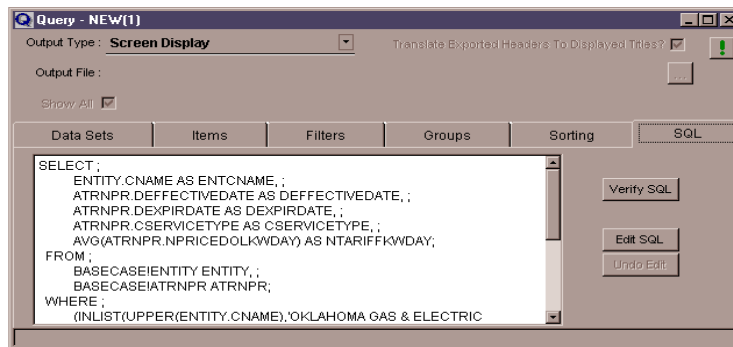 Query - NEW(1)
Output Type : Screen Display
Translate Exported Headers To Displayed Titles?
!
Output File :
...
Show All
Data Sets Items Filters Groups Sorting SQL
SELECT ;
ENTITY.CNAME AS ENTCNAME, ;
ATRNPR.DEFFECTIVEDATE AS DEFFECTIVEDATE, ;
ATRNPR.DEXPIRDATE AS DEXPIRDATE, ;
ATRNPR.CSERVICETYPE AS CSERVICETYPE, ;
AVG(ATRNPR.NPRICEDOLKWDAY) AS NTARIFFKWDAY;
FROM ;
BASECASE!ENTITY ENTITY, ;
BASECASE!ATRNPR ATRNPR;
WHERE ;
(INLIST(UPPER(ENTITY.CNAME),'OKLAHOMA GAS & ELECTRIC
Verify SQL
Edit SQL
Undo Edit